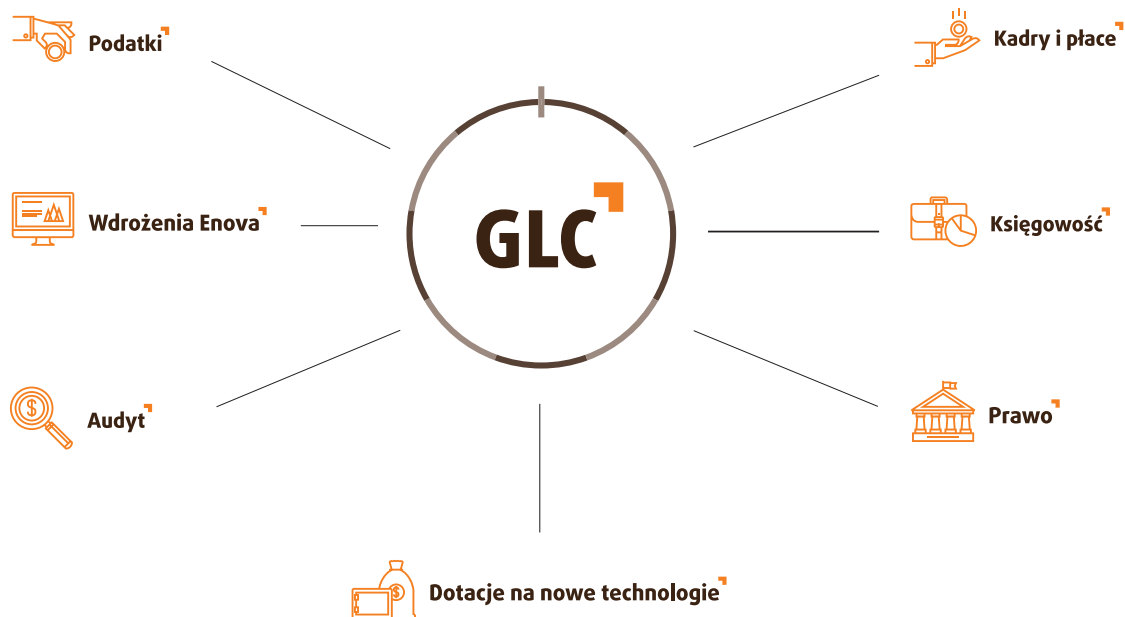 Podatki
Kadry i płace
GLC
Wdrożenia Enova
Księgowość
Audyt
Prawo
Dotacje na nowe technologie